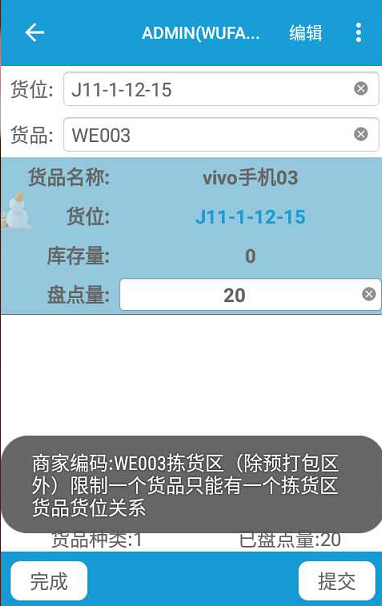 ADMIN(WUFA... 编辑
货位: J11-1-12-15
货品: WE003
货品名称: vivo手机03
货位: J11-1-12-15
库存量: 0
盘点量: 20
商家编码:WE003拣货区（除预打包区
外）限制一个货品只能有一个拣货区
货品货位关系
货品种类:1 已盘点量:20
完成 提交